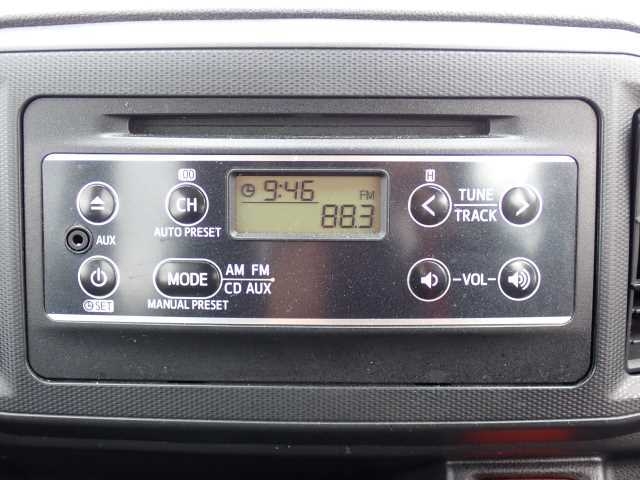 00
H
9:46
FM
88.3
CH
AUTO PRESET
TUNE
TRACK
AUX
MODE
AM FM
CD AUX
MANUAL PRESET
VOL
SET